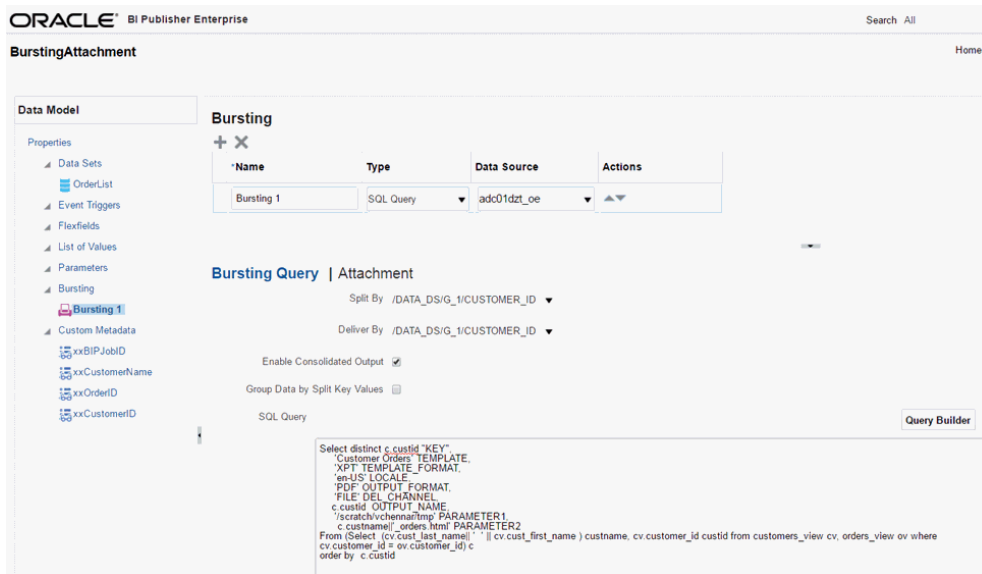 ORACLE® BI Publisher Enterprise
Search All
BurstingAttachment
Home
Data Model
Properties
Data Sets
OrderList
Event Triggers
Flexfields
List of Values
Parameters
Bursting
Bursting 1
Custom Metadata
xxBIPJobID
xxCustomerName
xxOrderID
xxCustomerID
Bursting
*Name Type Data Source Actions
Bursting 1 SQL Query adc01dzt_oe
Bursting Query | Attachment
Split By /DATA_DS/G_1/CUSTOMER_ID
Deliver By /DATA_DS/G_1/CUSTOMER_ID
Enable Consolidated Output
Group Data by Split Key Values
SQL Query
Query Builder
Select distinct c.custid "KEY",
'Customer Orders' TEMPLATE,
'XPT' TEMPLATE_FORMAT,
'en-US' LOCALE,
'PDF' OUTPUT_FORMAT,
'FILE' DEL_CHANNEL,
c.custid OUTPUT_NAME,
'/scratch/vchennar/tmp' PARAMETER1,
c.custname||'_orders.html' PARAMETER2
From (Select (cv.cust_last_name|| ' ' || cv.cust_first_name ) custname, cv.customer_id custid from customers_view cv, orders_view ov where
cv.customer_id = ov.customer_id) c
order by c.custid